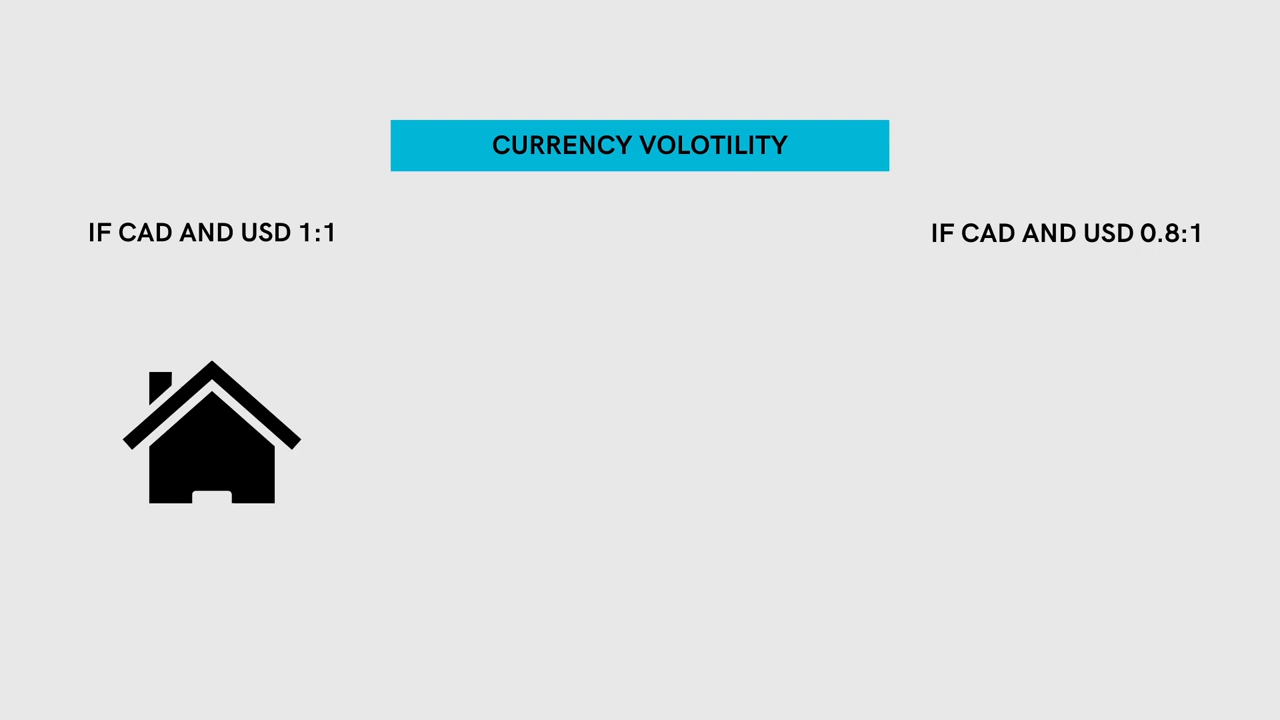 CURRENCY VOLOTILITY
IF CAD AND USD 1:1
IF CAD AND USD 0.8:1